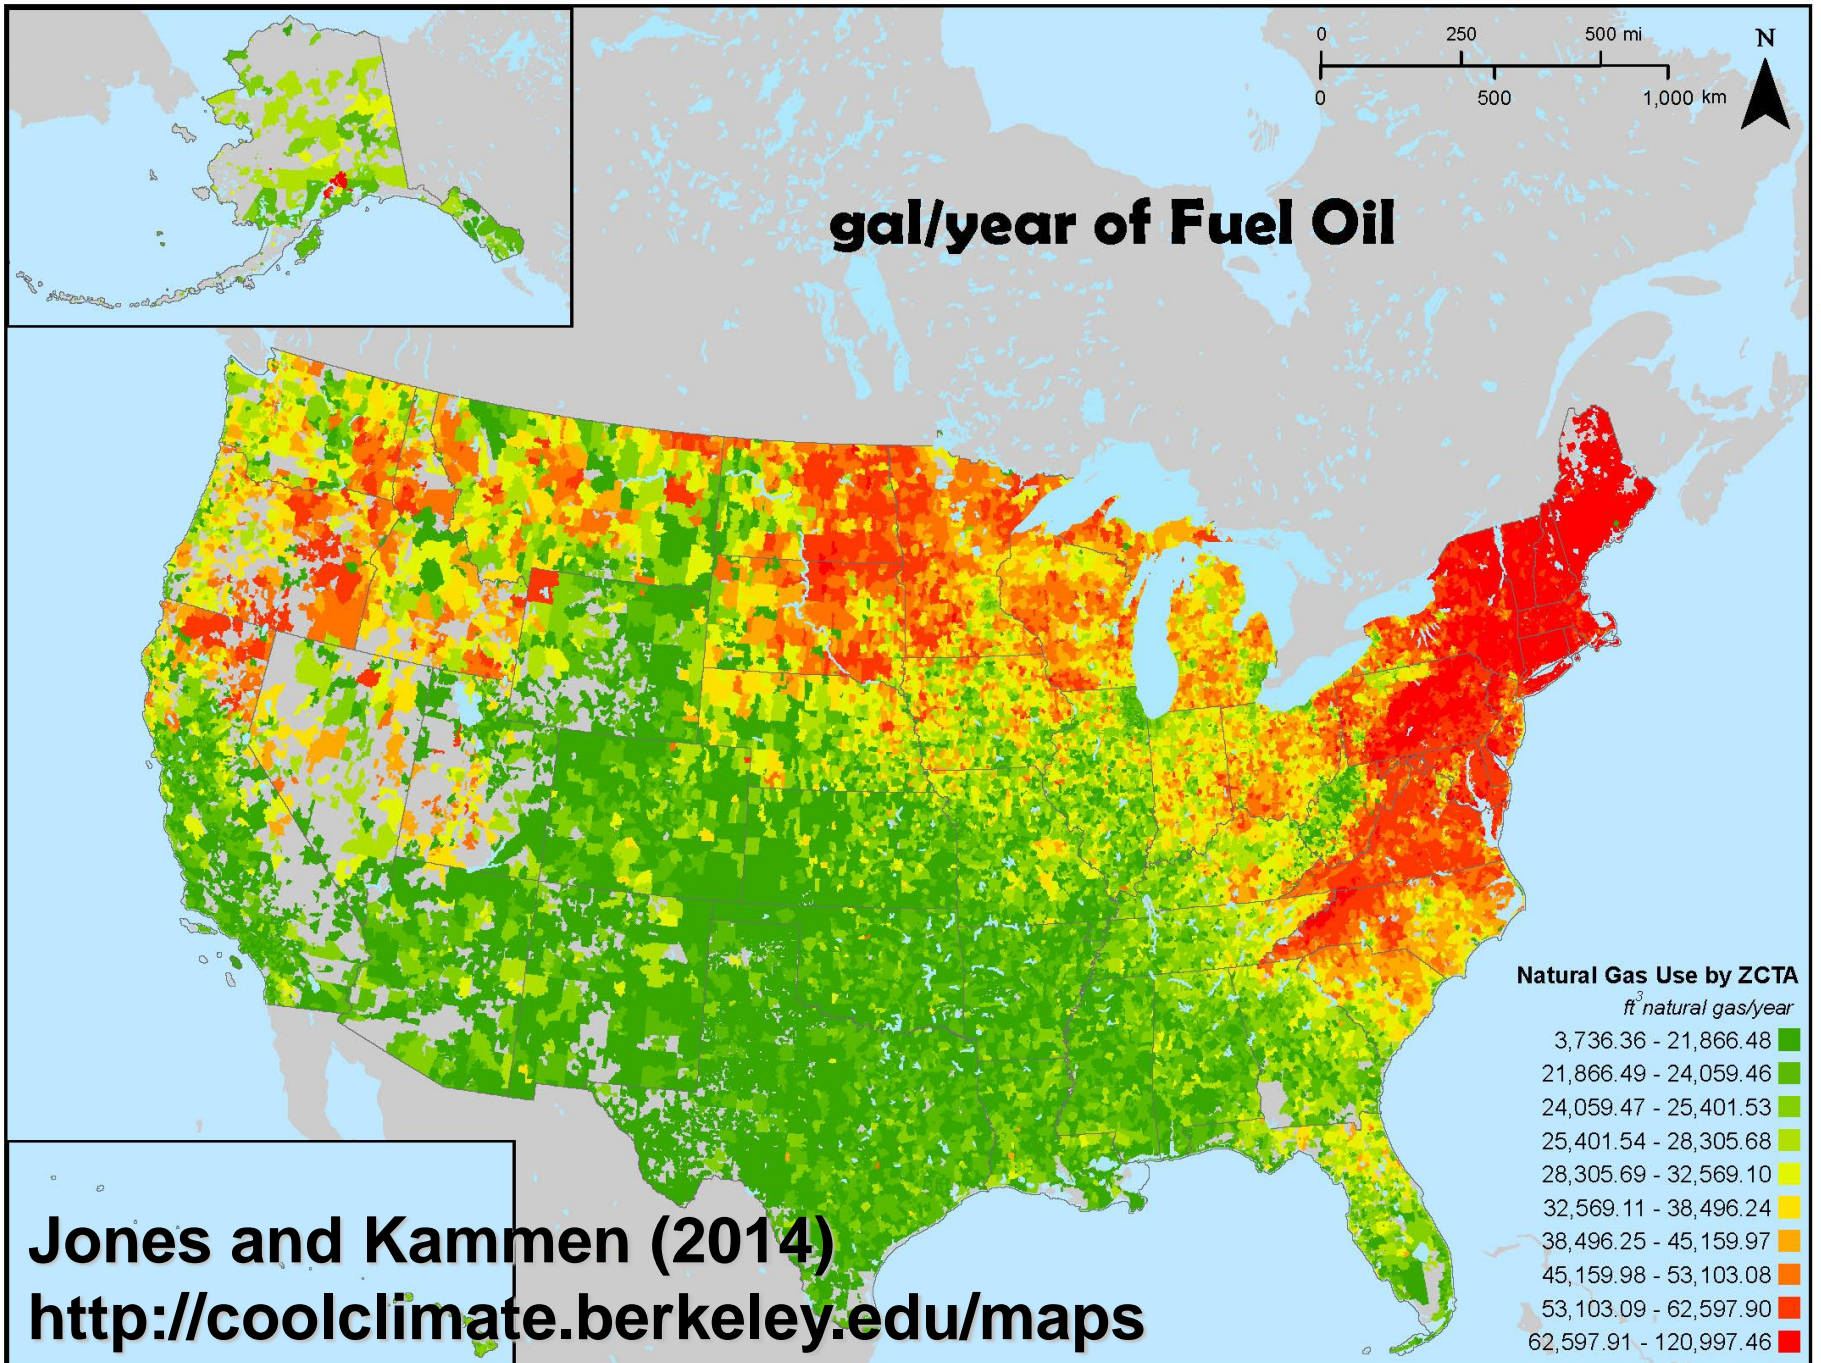 0 250 500 mi
0 500 1,000 km
N
gal/year of Fuel Oil
Natural Gas Use by ZCTA
ft³ natural gas/year
3,736.36 - 21,866.48
21,866.49 - 24,059.46
24,059.47 - 25,401.53
25,401.54 - 28,305.68
28,305.69 - 32,569.10
32,569.11 - 38,496.24
38,496.25 - 45,159.97
45,159.98 - 53,103.08
53,103.09 - 62,597.90
62,597.91 - 120,997.46
Jones and Kammen (2014)
http://coolclimate.berkeley.edu/maps